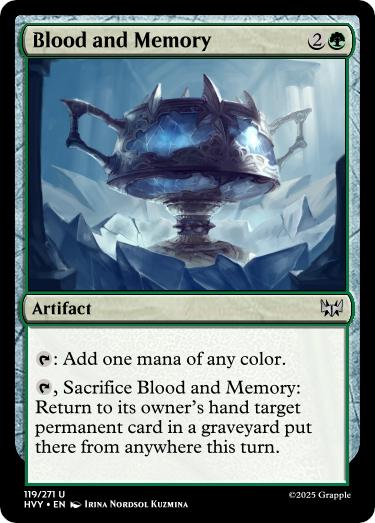 Blood and Memory 2
Artifact
: Add one mana of any color.
, Sacrifice Blood and Memory:
Return to its owner's hand target
permanent card in a graveyard put
there from anywhere this turn.
119/271 U
HVY • EN Irina Nordsol Kuzmina
©2025 Grapple